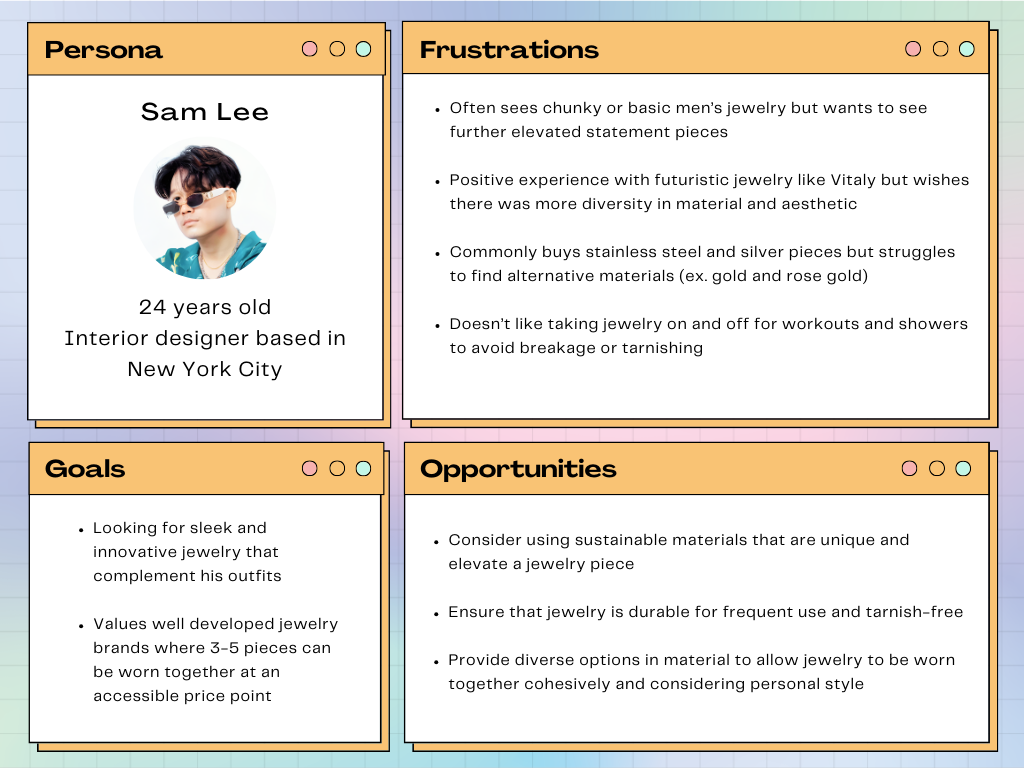 Persona
Sam Lee
24 years old
Interior designer based in
New York City
Frustrations
• Often sees chunky or basic men's jewelry but wants to see
further elevated statement pieces
• Positive experience with futuristic jewelry like Vitaly but wishes
there was more diversity in material and aesthetic
• Commonly buys stainless steel and silver pieces but struggles
to find alternative materials (ex. gold and rose gold)
• Doesn't like taking jewelry on and off for workouts and showers
to avoid breakage or tarnishing
Goals
• Looking for sleek and
innovative jewelry that
complement his outfits
• Values well developed jewelry
brands where 3-5 pieces can
be worn together at an
accessible price point
Opportunities
• Consider using sustainable materials that are unique and
elevate a jewelry piece
• Ensure that jewelry is durable for frequent use and tarnish-free
• Provide diverse options in material to allow jewelry to be worn
together cohesively and considering personal style